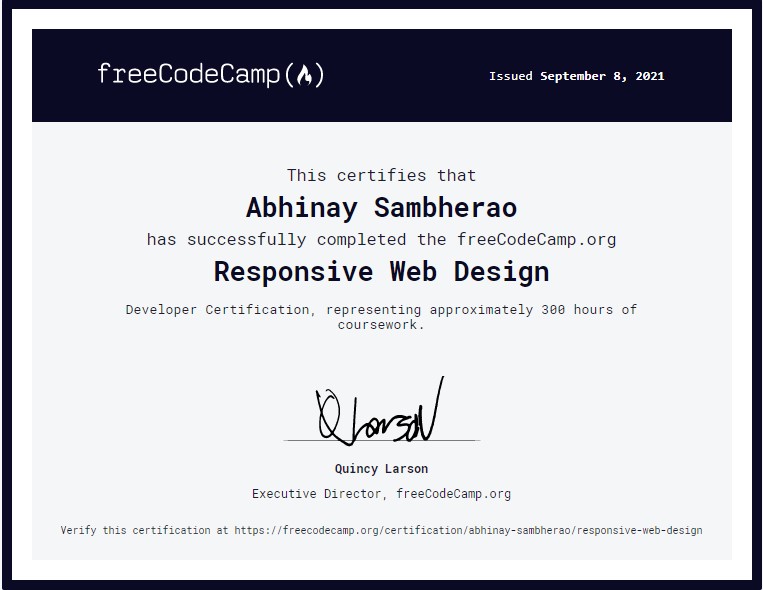 freeCodeCamp(🔥)
Issued September 8, 2021
This certifies that
Abhinay Sambherao
has successfully completed the freeCodeCamp.org
Responsive Web Design
Developer Certification, representing approximately 300 hours of
coursework.
Q Larson
Quincy Larson
Executive Director, freeCodeCamp.org
Verify this certification at https://freecodecamp.org/certification/abhinay-sambherao/responsive-web-design